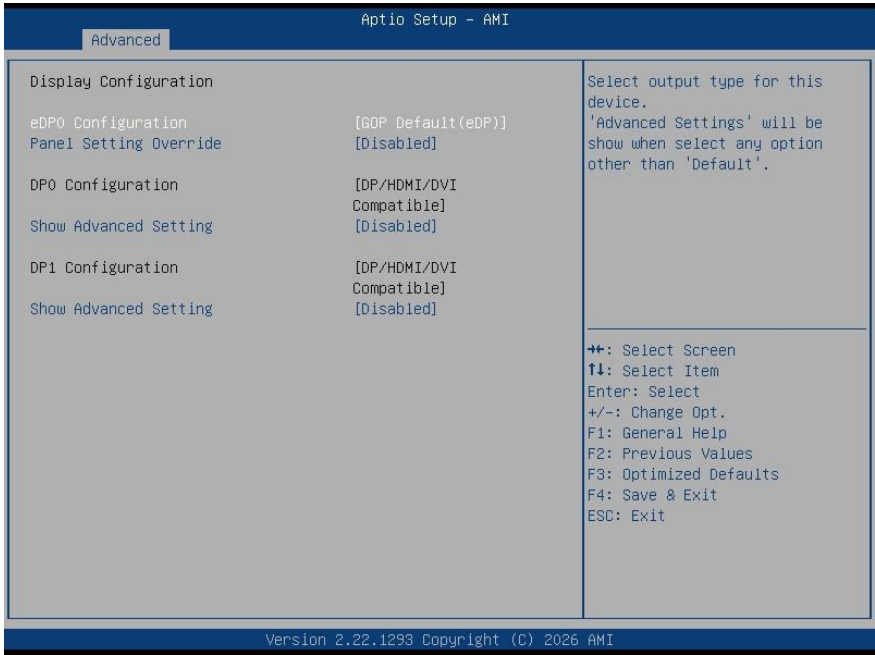 Aptio Setup – AMI
Advanced
Display Configuration
eDP0 Configuration [GOP Default(eDP)]
Panel Setting Override [Disabled]
DP0 Configuration [DP/HDMI/DVI
Compatible]
Show Advanced Setting [Disabled]
DP1 Configuration [DP/HDMI/DVI
Compatible]
Show Advanced Setting [Disabled]
Select output type for this
device.
'Advanced Settings' will be
show when select any option
other than 'Default'.
→←: Select Screen
↑↓: Select Item
Enter: Select
+/-: Change Opt.
F1: General Help
F2: Previous Values
F3: Optimized Defaults
F4: Save & Exit
ESC: Exit
Version 2.22.1293 Copyright (C) 2026 AMI